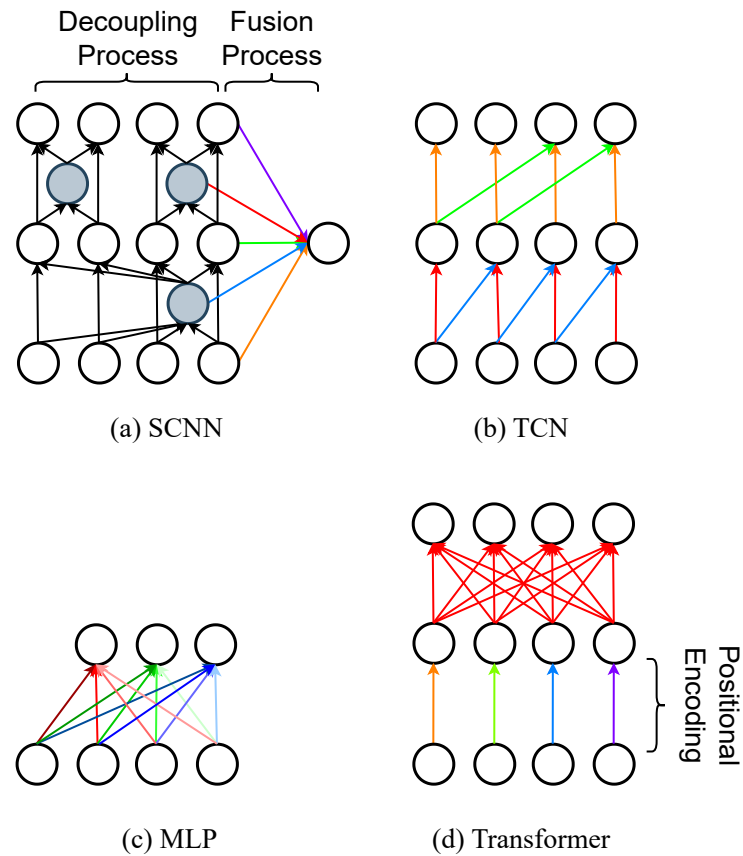 Decoupling
Process
Fusion
Process
(a) SCNN
(b) TCN
Positional
Encoding
(c) MLP
(d) Transformer